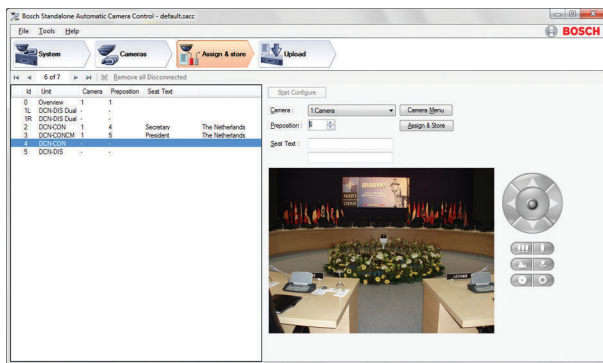 Bosch Standalone Automatic Camera Control - default.sacc
File Tools Help
BOSCH
System Cameras Assign & store Upload
6 of 7 Remove all Disconnected
Id Unit Camera Preposition Seat Text
0 Overview 1 1
1L DCN-DIS Dual - -
1R DCN-DIS Dual - -
2 DCN-CON 1 4 Secretary The Netherlands
3 DCN-CONCM 1 5 President The Netherlands
4 DCN-CON - -
5 DCN-DIS - -
Start Configure
Camera : 1:Camera Camera Menu
Preposition : 6 Assign & Store
Seat Text :
NATO
OTAN